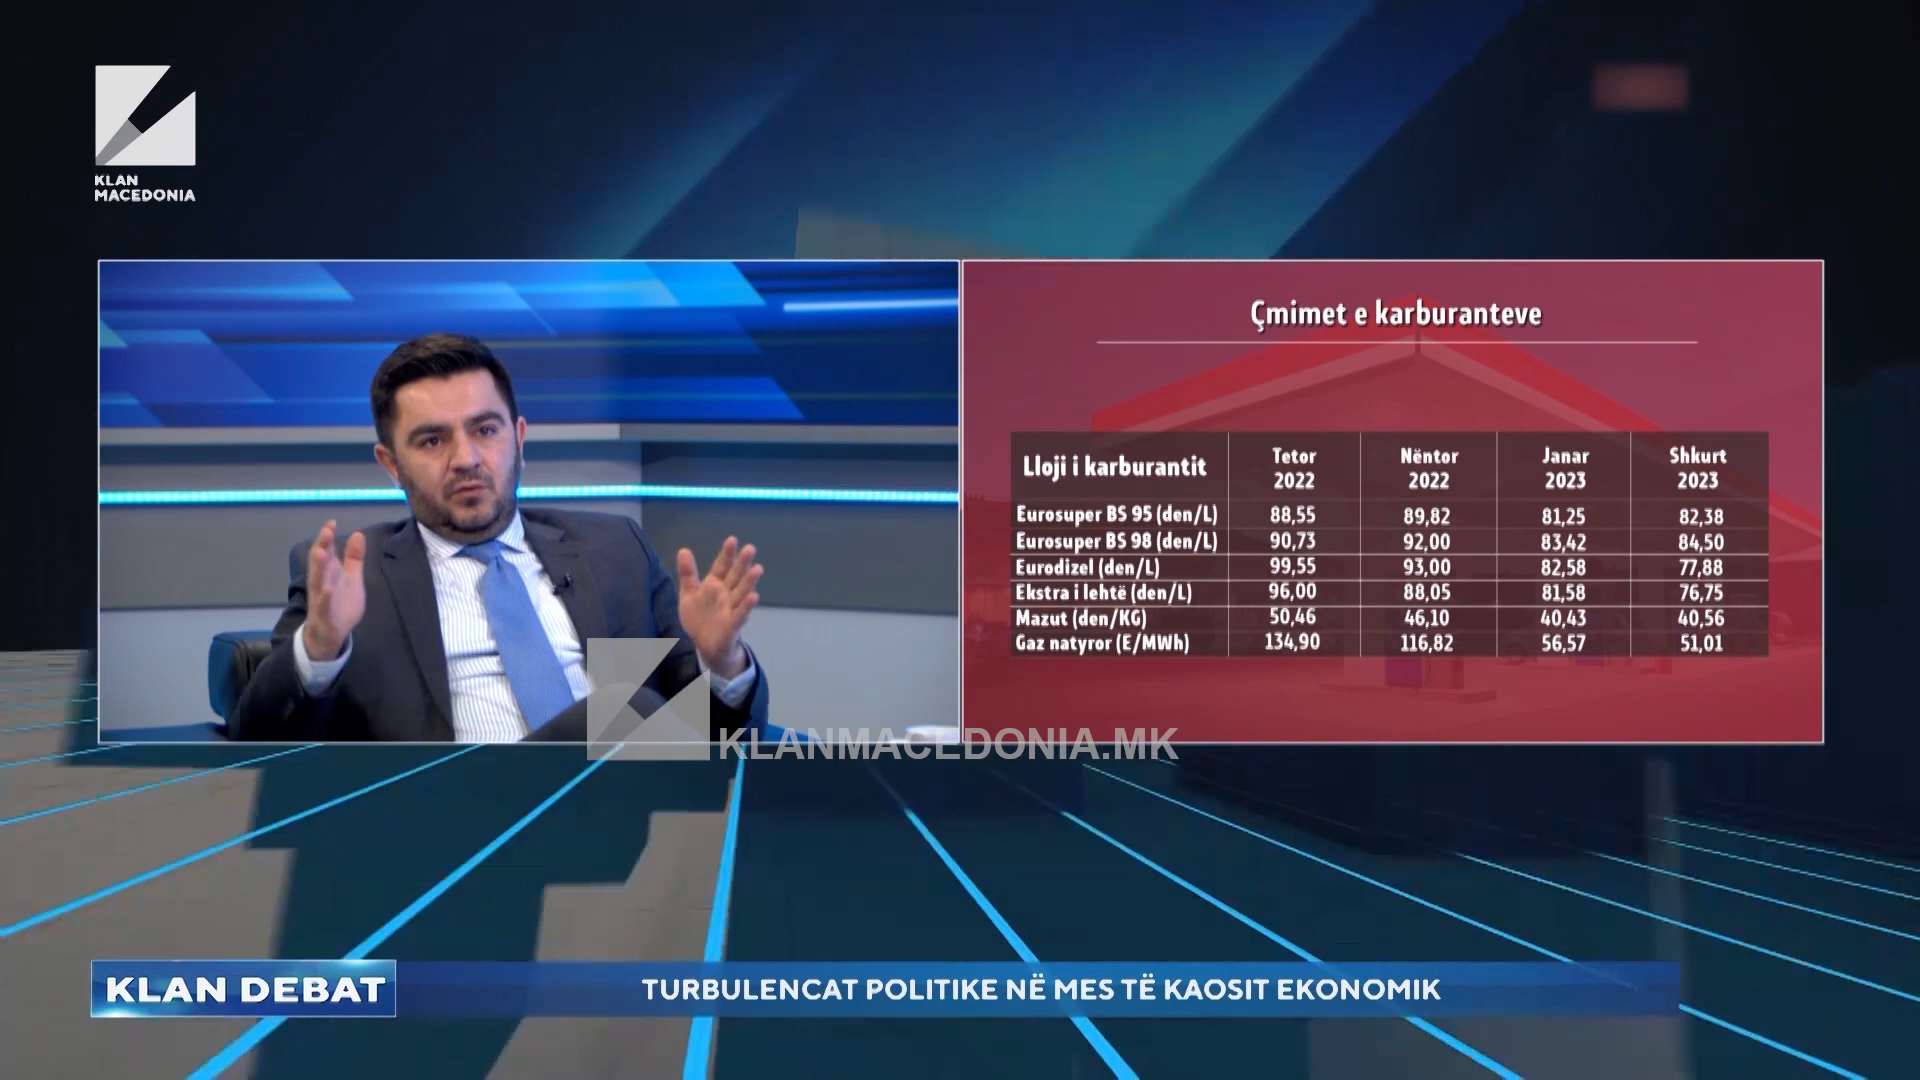 KLAN
MACEDONIA
Çmimet e karburanteve
Lloji i karburantit Tetor 2022 Nëntor 2022 Janar 2023 Shkurt 2023
Eurosuper BS 95 (den/L) 88,55 89,82 81,25 82,38
Eurosuper BS 98 (den/L) 90,73 92,00 83,42 84,50
Eurodizel (den/L) 99,55 93,00 82,58 77,88
Ekstra i lehtë (den/L) 96,00 88,05 81,58 76,75
Mazut (den/KG) 50,46 46,10 40,43 40,56
Gaz natyror (E/MWh) 134,90 116,82 56,57 51,01
KLANMACEDONIA.MK
KLAN DEBAT TURBULENCAT POLITIKE NË MES TË KAOSIT EKONOMIK